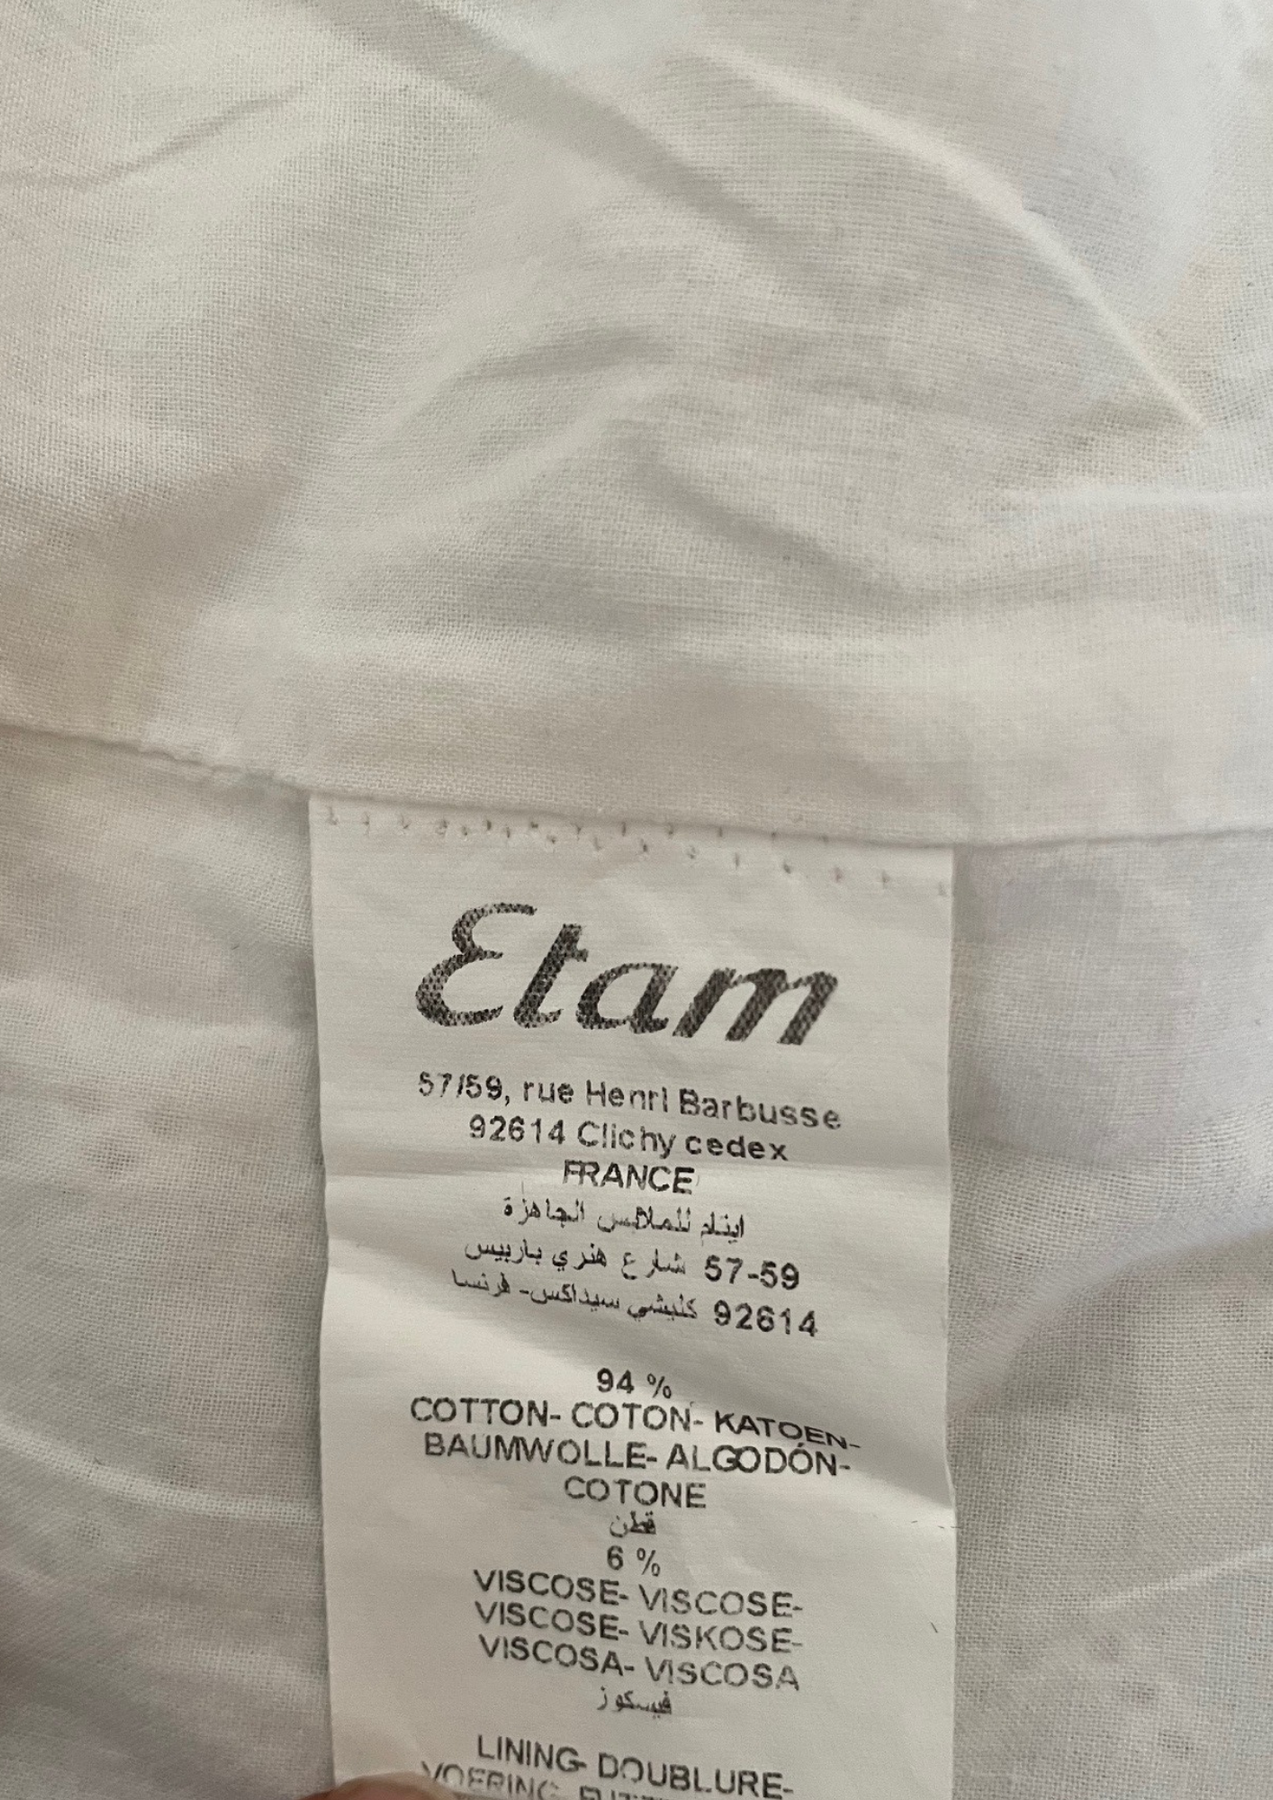 Etam
57/59, rue Henri Barbusse
92614 Clichy cedex
FRANCE
ايتام للملابس الجاهزة
57-59 شارع هنري باربيس
92614 كليشي سيداكس- فرنسا
94 %
COTTON- COTON- KATOEN-
BAUMWOLLE- ALGODÓN-
COTONE
قطن
6 %
VISCOSE- VISCOSE-
VISCOSE- VISKOSE-
VISCOSA- VISCOSA
فيسكوز
LINING- DOUBLURE-
VOERING-